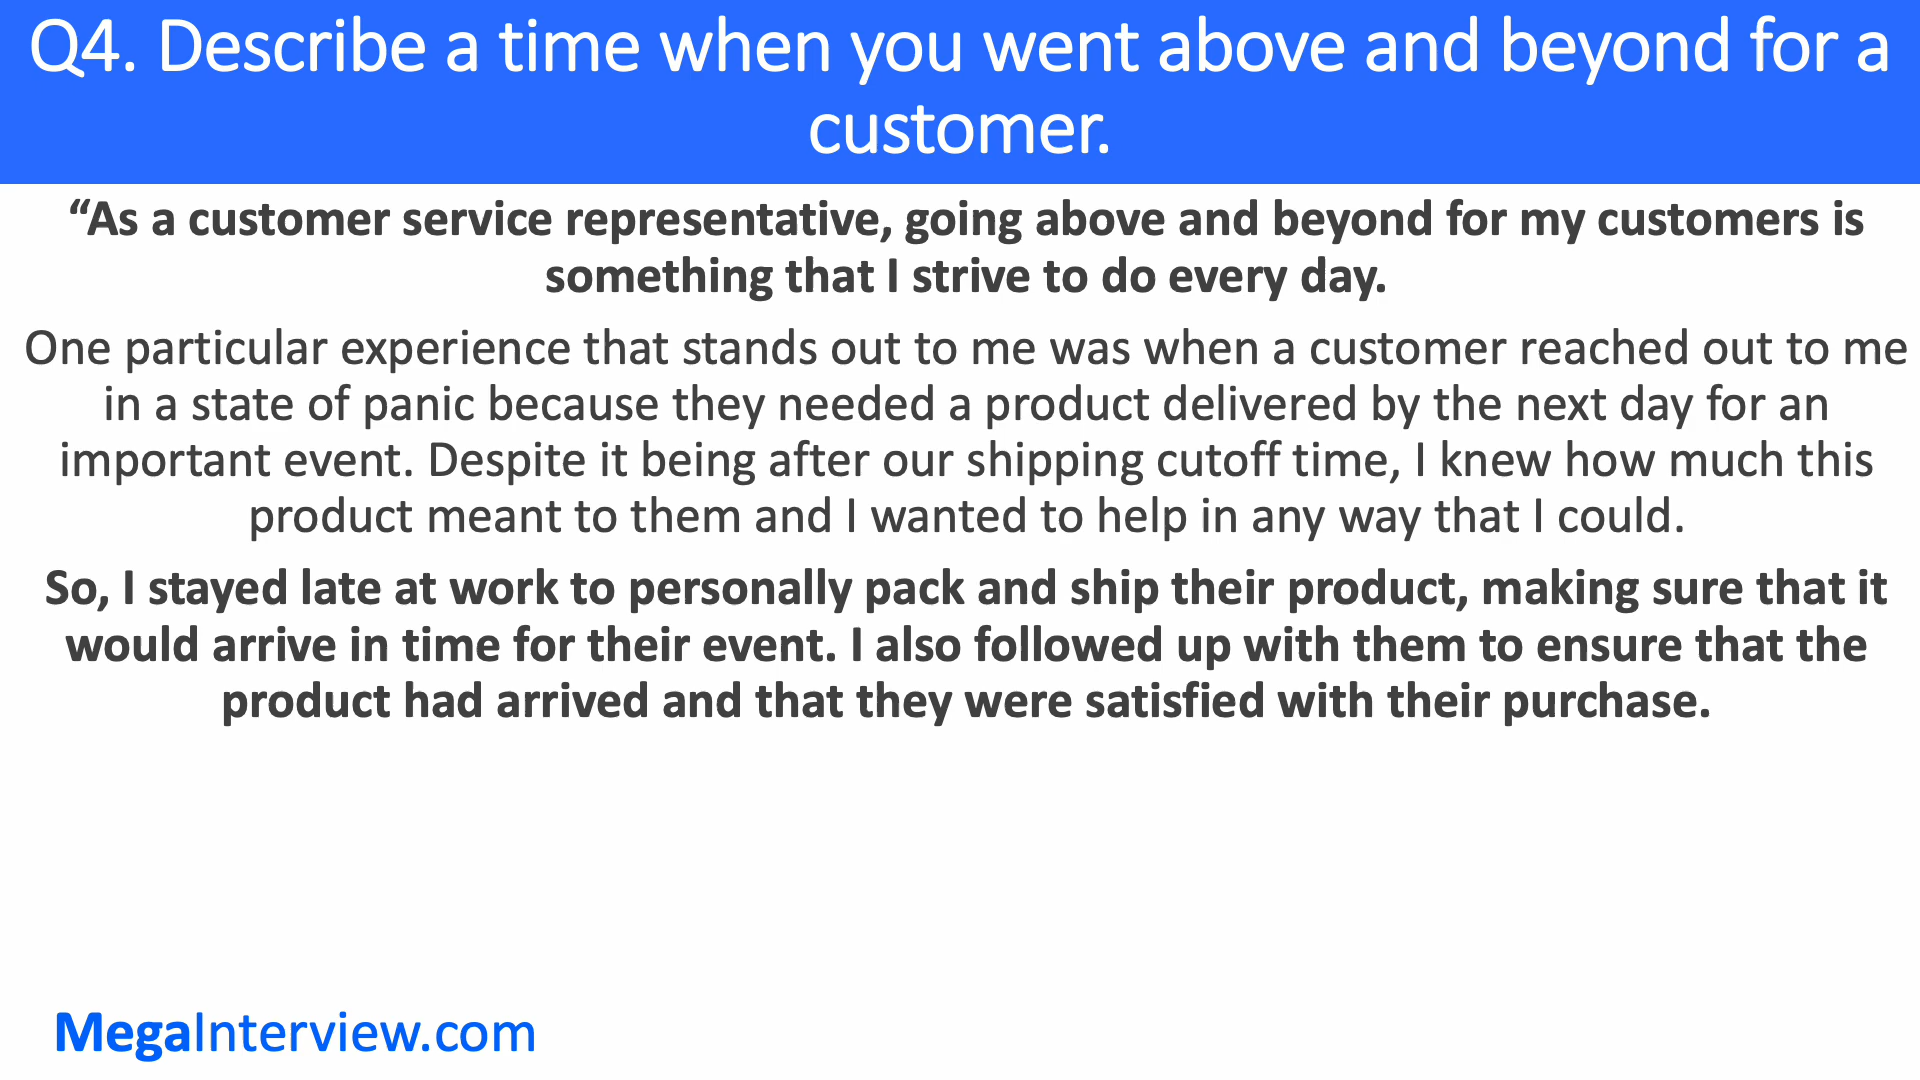 Q4. Describe a time when you went above and beyond for a
customer.
“As a customer service representative, going above and beyond for my customers is
something that I strive to do every day.
One particular experience that stands out to me was when a customer reached out to me
in a state of panic because they needed a product delivered by the next day for an
important event. Despite it being after our shipping cutoff time, I knew how much this
product meant to them and I wanted to help in any way that I could.
So, I stayed late at work to personally pack and ship their product, making sure that it
would arrive in time for their event. I also followed up with them to ensure that the
product had arrived and that they were satisfied with their purchase.
MegaInterview.com